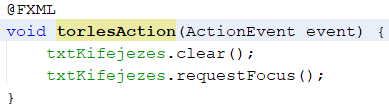 @FXML
void torlesAction(ActionEvent event) {
    txtKifejezes.clear();
    txtKifejezes.requestFocus();
}